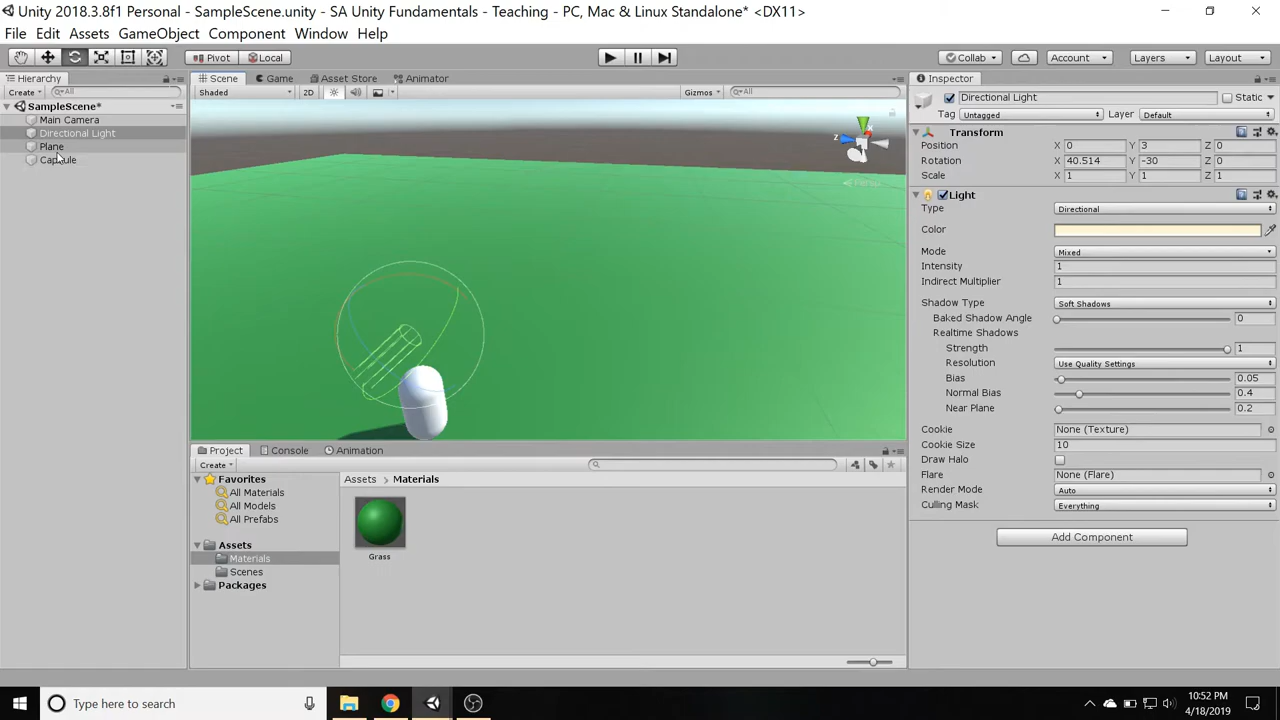 Unity 2018.3.8f1 Personal - SampleScene.unity - SA Unity Fundamentals - Teaching - PC, Mac & Linux Standalone* <DX11>
File Edit Assets GameObject Component Window Help
Pivot Local Collab Account Layers Layout
Hierarchy
Create All
SampleScene*
Main Camera
Directional Light
Plane
Capsule
Scene Game Asset Store Animator
Shaded 2D Gizmos All
x
z
Persp
Project Console Animation
Create
Favorites
All Materials
All Models
All Prefabs
Assets
Materials
Scenes
Packages
Assets Materials
Grass
Inspector
Directional Light Static
Tag Untagged Layer Default
Transform
Position X 0 Y 3 Z 0
Rotation X 40.514 Y -30 Z 0
Scale X 1 Y 1 Z 1
Light
Type Directional
Color
Mode Mixed
Intensity 1
Indirect Multiplier 1
Shadow Type Soft Shadows
Baked Shadow Angle 0
Realtime Shadows
Strength 1
Resolution Use Quality Settings
Bias 0.05
Normal Bias 0.4
Near Plane 0.2
Cookie None (Texture)
Cookie Size 10
Draw Halo
Flare None (Flare)
Render Mode Auto
Culling Mask Everything
Add Component
Type here to search
10:52 PM
4/18/2019